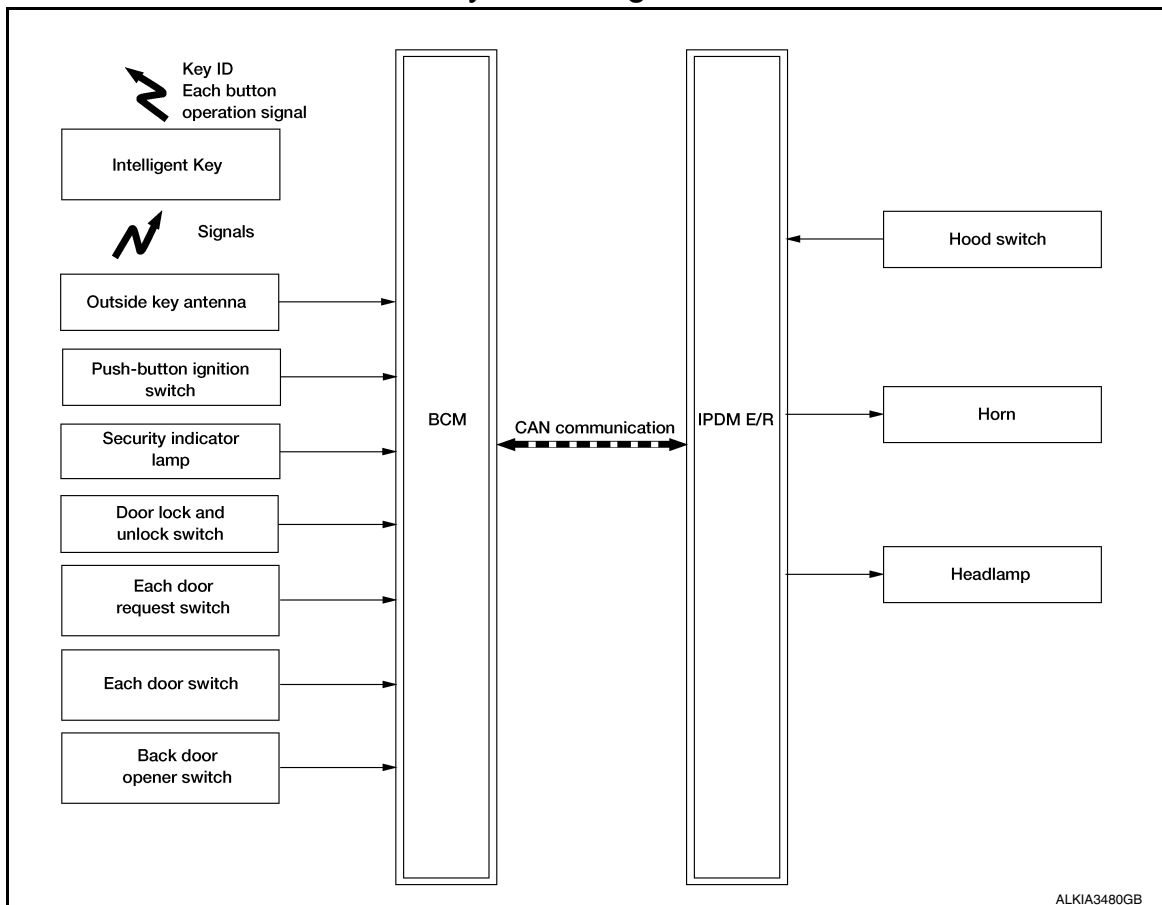 Key ID
Each button
operation signal
Intelligent Key
Signals
Outside key antenna
Push-button ignition
switch
Security indicator
lamp
Door lock and
unlock switch
Each door
request switch
Each door switch
Back door
opener switch
BCM
CAN communication
IPDM E/R
Hood switch
Horn
Headlamp
ALKIA3480GB